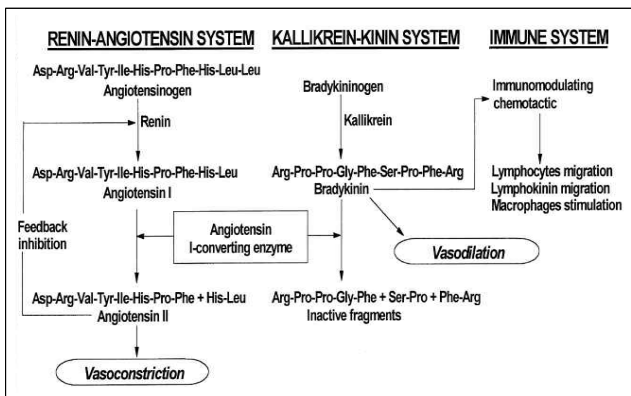 RENIN-ANGIOTENSIN SYSTEM
Asp-Arg-Val-Tyr-Ile-His-Pro-Phe-His-Leu-Leu
Angiotensinogen
Renin
Asp-Arg-Val-Tyr-Ile-His-Pro-Phe-His-Leu
Angiotensin I
Feedback
inhibition
Angiotensin
I-converting enzyme
Asp-Arg-Val-Tyr-Ile-His-Pro-Phe + His-Leu
Angiotensin II
Vasoconstriction
KALLIKREIN-KININ SYSTEM
Bradykininogen
Kallikrein
Arg-Pro-Pro-Gly-Phe-Ser-Pro-Phe-Arg
Bradykinin
Vasodilation
Arg-Pro-Pro-Gly-Phe + Ser-Pro + Phe-Arg
Inactive fragments
IMMUNE SYSTEM
Immunomodulating
chemotactic
Lymphocytes migration
Lymphokinin migration
Macrophages stimulation